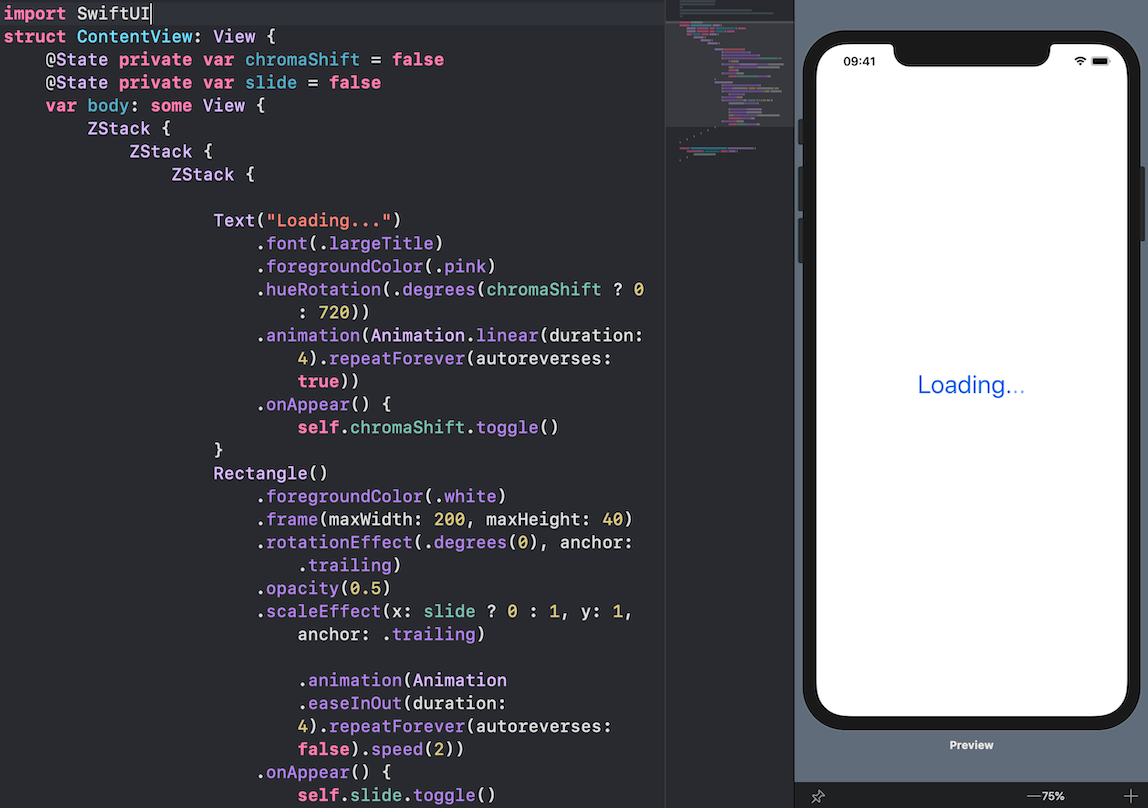 import SwiftUI
struct ContentView: View {
@State private var chromaShift = false
@State private var slide = false
var body: some View {
ZStack {
ZStack {
ZStack {
Text("Loading...")
.font(.largeTitle)
.foregroundColor(.pink)
.hueRotation(.degrees(chromaShift ? 0
: 720))
.animation(Animation.linear(duration:
4).repeatForever(autoreverses:
true))
.onAppear() {
self.chromaShift.toggle()
}
Rectangle()
.foregroundColor(.white)
.frame(maxWidth: 200, maxHeight: 40)
.rotationEffect(.degrees(0), anchor:
.trailing)
.opacity(0.5)
.scaleEffect(x: slide ? 0 : 1, y: 1,
anchor: .trailing)
.animation(Animation
.easeInOut(duration:
4).repeatForever(autoreverses:
false).speed(2))
.onAppear() {
self.slide.toggle()
09:41
Loading...
Preview
75%